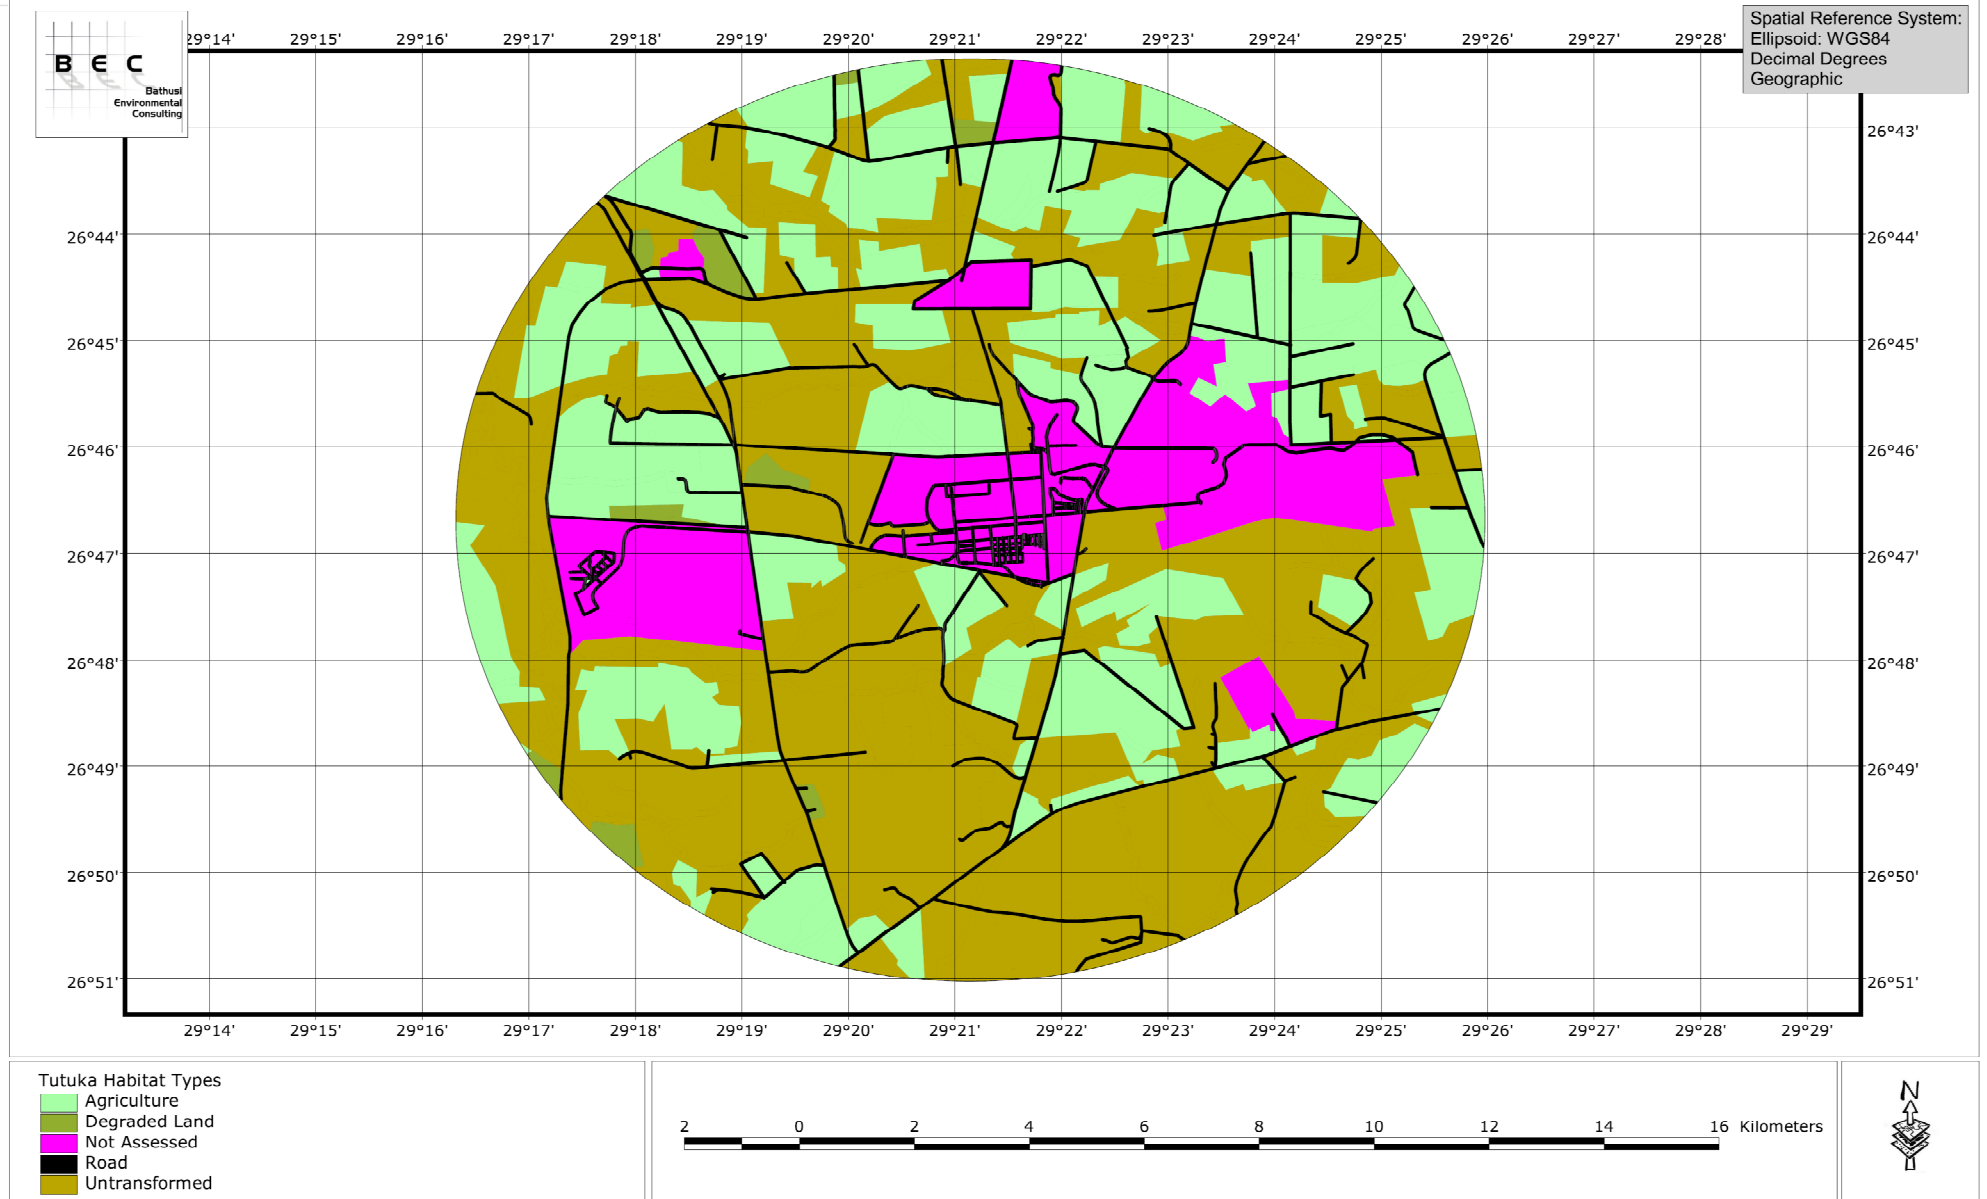 B E C
Bathusi
Environmental
Consulting
Spatial Reference System:
Ellipsoid: WGS84
Decimal Degrees
Geographic
29°14' 29°15' 29°16' 29°17' 29°18' 29°19' 29°20' 29°21' 29°22' 29°23' 29°24' 29°25' 29°26' 29°27' 29°28'
26°43'
26°44' 26°44'
26°45' 26°45'
26°46' 26°46'
26°47' 26°47'
26°48' 26°48'
26°49' 26°49'
26°50' 26°50'
26°51' 26°51'
29°14' 29°15' 29°16' 29°17' 29°18' 29°19' 29°20' 29°21' 29°22' 29°23' 29°24' 29°25' 29°26' 29°27' 29°28' 29°29'
Tutuka Habitat Types
Agriculture
Degraded Land
Not Assessed
Road
Untransformed
2 0 2 4 6 8 10 12 14 16 Kilometers
N